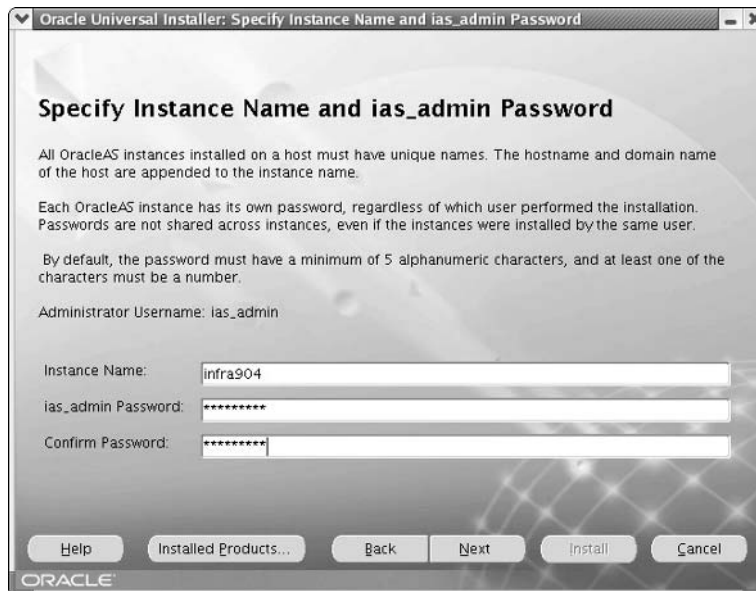 Oracle Universal Installer: Specify Instance Name and ias_admin Password
Specify Instance Name and ias_admin Password
All OracleAS instances installed on a host must have unique names. The hostname and domain name
of the host are appended to the instance name.
Each OracleAS instance has its own password, regardless of which user performed the installation.
Passwords are not shared across instances, even if the instances were installed by the same user.
By default, the password must have a minimum of 5 alphanumeric characters, and at least one of the
characters must be a number.
Administrator Username: ias_admin
Instance Name: infra904
ias_admin Password: *********
Confirm Password: *********
Help Installed Products... Back Next Install Cancel
ORACLE